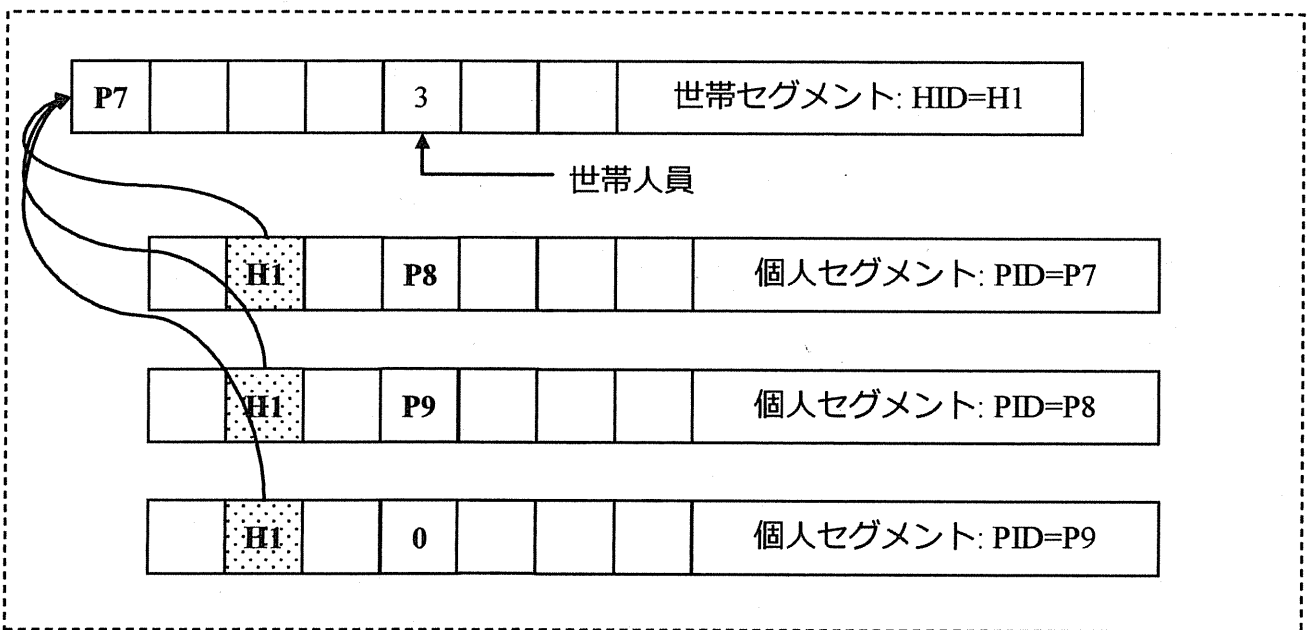 P7 3 世帯セグメント: HID=H1
世帯人員
H1 P8 個人セグメント: PID=P7
H1 P9 個人セグメント: PID=P8
H1 0 個人セグメント: PID=P9